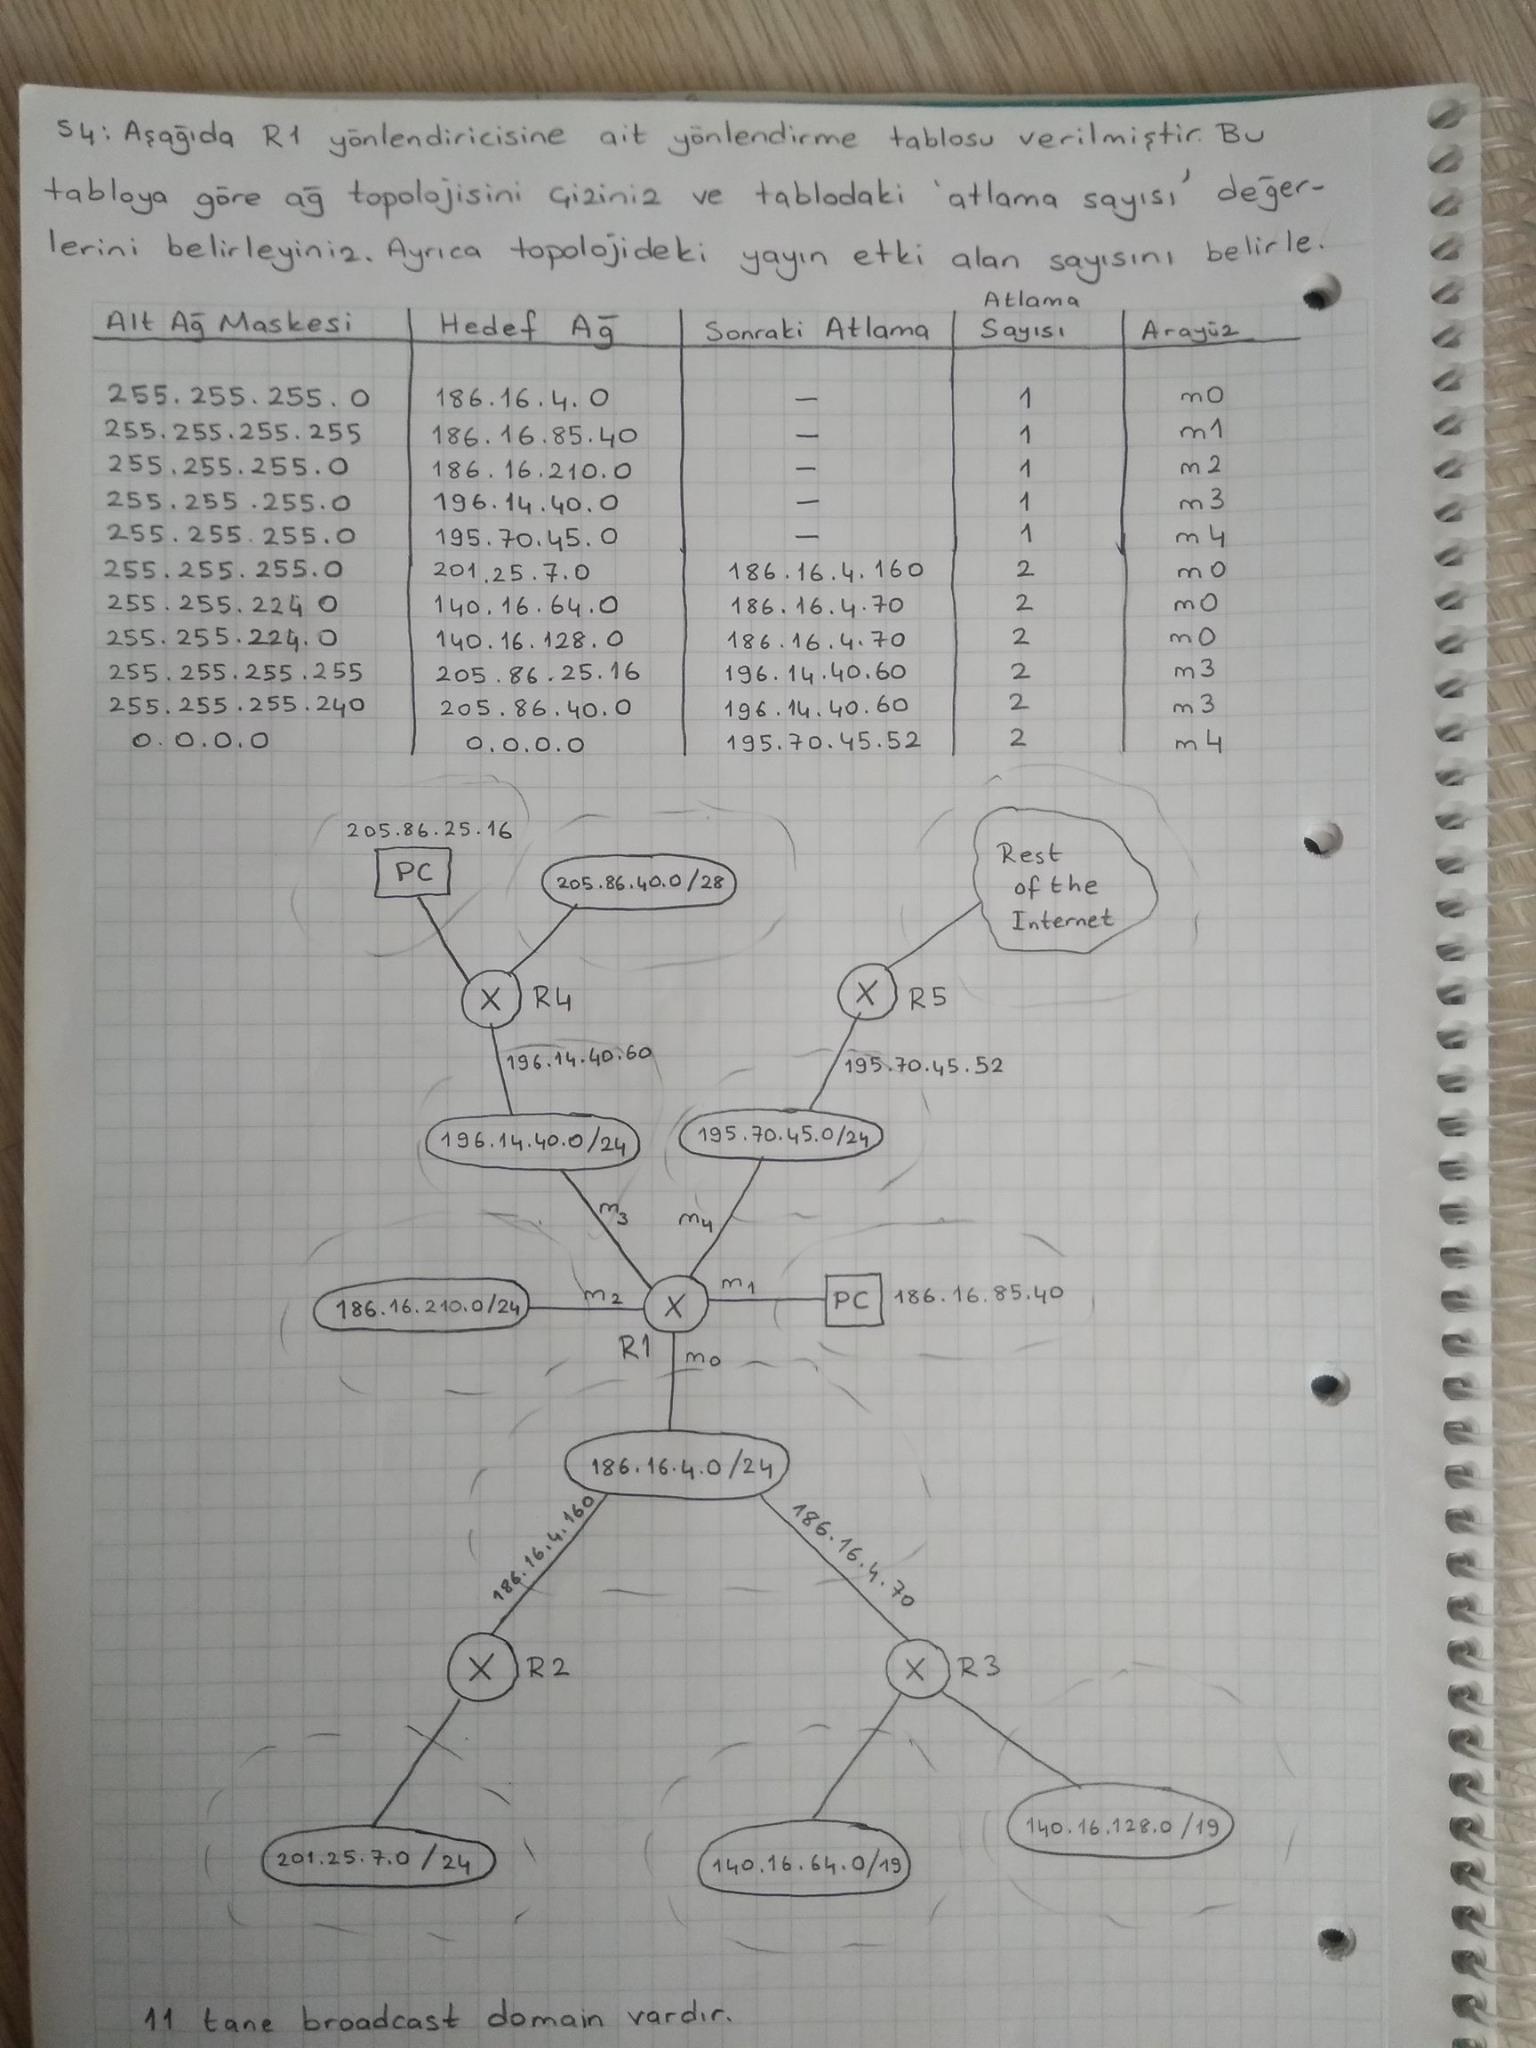 S4: Aşağıda R1 yönlendiricisine ait yönlendirme tablosu verilmiştir. Bu
tabloya göre ağ topolojisini çiziniz ve tablodaki 'atlama sayısı' değer-
lerini belirleyiniz. Ayrıca topolojideki yayın etki alan sayısını belirle.
Alt Ağ Maskesi Hedef Ağ Sonraki Atlama Atlama Sayısı Arayüz
255.255.255.0 186.16.4.0 — 1 m0
255.255.255.255 186.16.85.40 — 1 m1
255.255.255.0 186.16.210.0 — 1 m2
255.255.255.0 196.14.40.0 — 1 m3
255.255.255.0 195.70.45.0 — 1 m4
255.255.255.0 201.25.7.0 186.16.4.160 2 m0
255.255.224.0 140.16.64.0 186.16.4.70 2 m0
255.255.224.0 140.16.128.0 186.16.4.70 2 m0
255.255.255.255 205.86.25.16 196.14.40.60 2 m3
255.255.255.240 205.86.40.0 196.14.40.60 2 m3
0.0.0.0 0.0.0.0 195.70.45.52 2 m4
205.86.25.16
PC
205.86.40.0/28
Rest
of the
Internet
X R4
X R5
196.14.40.60
195.70.45.52
196.14.40.0/24
195.70.45.0/24
m3
m4
186.16.210.0/24
m2
X
m1
PC
186.16.85.40
R1
m0
186.16.4.0/24
186.16.4.160
186.16.4.70
X R2
X R3
201.25.7.0/24
140.16.64.0/19
140.16.128.0/19
11 tane broadcast domain vardır.